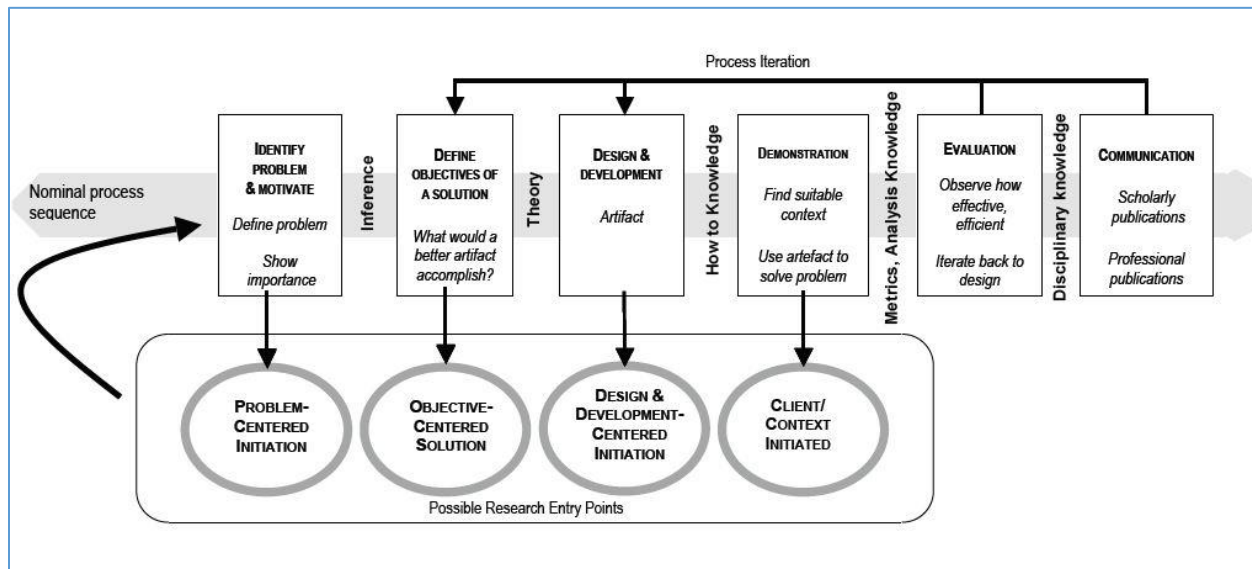 Process Iteration
Nominal process
sequence
IDENTIFY
PROBLEM
& MOTIVATE
Define problem
Show
importance
Inference
DEFINE
OBJECTIVES OF
A SOLUTION
What would a
better artifact
accomplish?
Theory
DESIGN &
DEVELOPMENT
Artifact
How to Knowledge
DEMONSTRATION
Find suitable
context
Use artefact to
solve problem
Metrics, Analysis Knowledge
EVALUATION
Observe how
effective,
efficient
Iterate back to
design
Disciplinary knowledge
COMMUNICATION
Scholarly
publications
Professional
publications
PROBLEM-
CENTERED
INITIATION
OBJECTIVE-
CENTERED
SOLUTION
DESIGN &
DEVELOPMENT-
CENTERED
INITIATION
CLIENT/
CONTEXT
INITIATED
Possible Research Entry Points